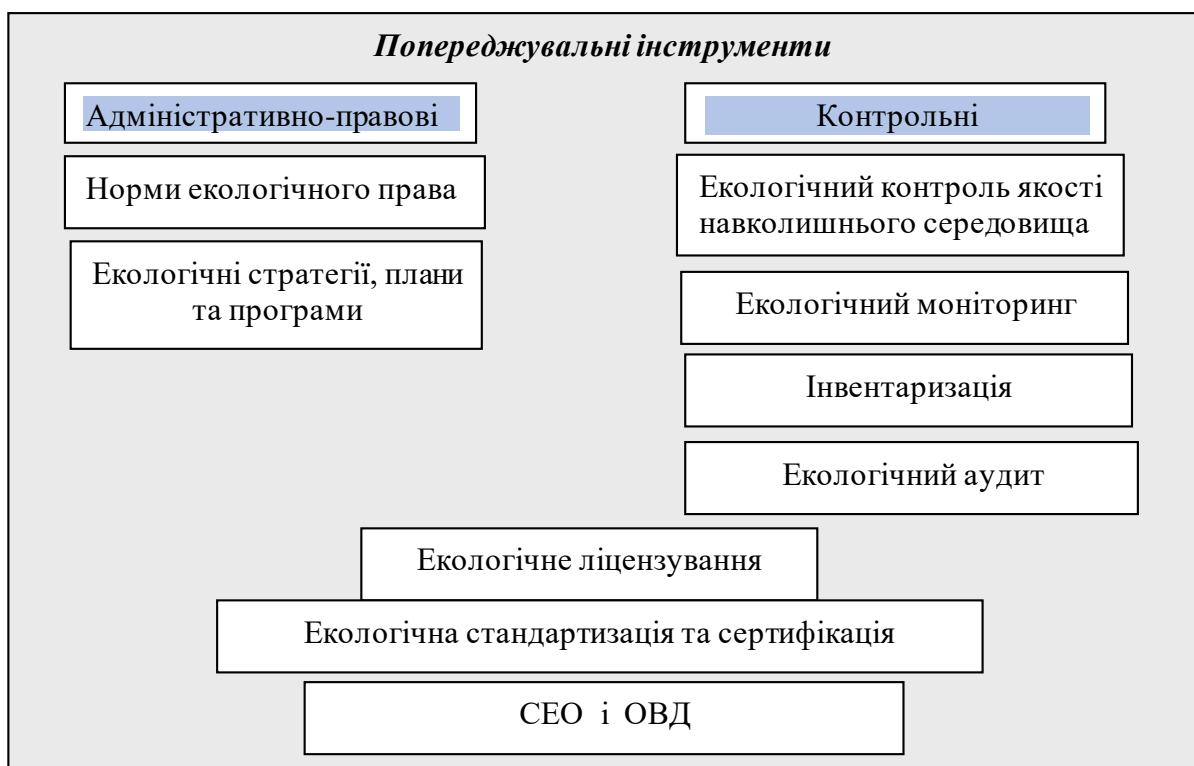 Попереджувальні інструменти
Адміністративно-правові
Норми екологічного права
Екологічні стратегії, плани
та програми
Контрольні
Екологічний контроль якості
навколишнього середовища
Екологічний моніторинг
Інвентаризація
Екологічний аудит
Екологічне ліцензування
Екологічна стандартизація та сертифікація
СЕО і ОВД